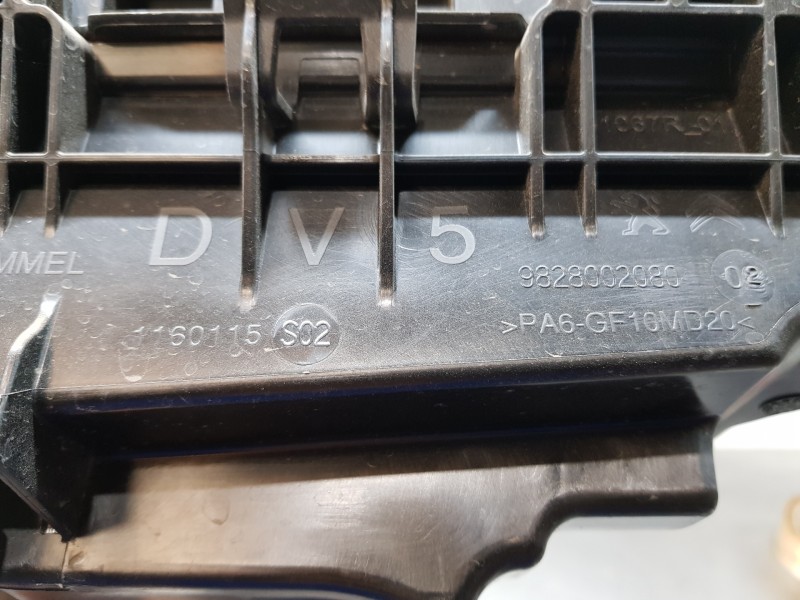 D V 5
MMEL
9828002080 02
1160115 S02
>PA6-GF10MD20<